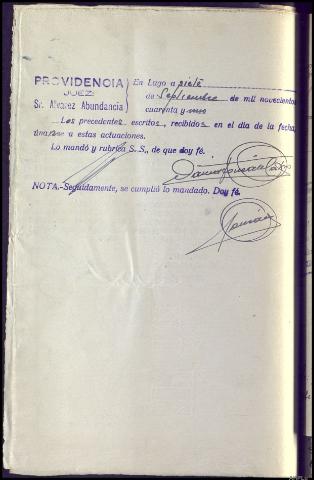 PROVIDENCIA
JUEZ:
Sr. Alvarez Abundancia
En Lugo a siete
de Septiembre de mil novecientos
cuarenta y uno
Los precedentes escritos, recibidos en el día de la fecha,
únanse a estas actuaciones.
Lo mandó y rubrica S. S., de que doy fé.
NOTA.-Seguidamente, se cumplió lo mandado. Doy fé.